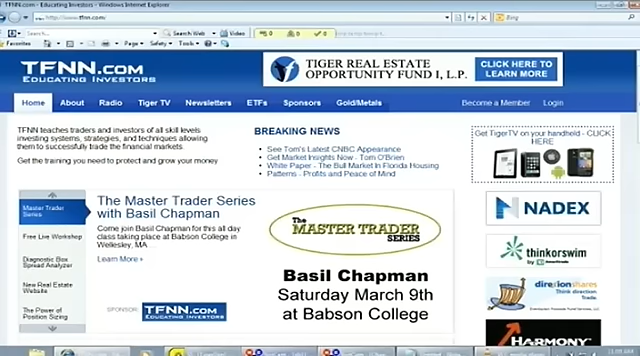 TFNN.com - Educating Investors - Windows Internet Explorer
http://www.tfnn.com/
Bing
Search Web
Video
Favorites
TFNN.COM
EDUCATING INVESTORS
TIGER REAL ESTATE
OPPORTUNITY FUND I, L.P.
CLICK HERE TO
LEARN MORE
Home
About
Radio
Tiger TV
Newsletters
ETFs
Sponsors
Gold/Metals
Become a Member
Login
TFNN teaches traders and investors of all skill levels
investing systems, strategies, and techniques allowing
them to successfully trade the financial markets.
Get the training you need to protect and grow your money
BREAKING NEWS
See Tom's Latest CNBC Appearance
Get Market Insights Now - Tom O'Brien
White Paper - The Bull Market In Florida Housing
Patterns - Profits and Peace of Mind
Get TigerTV on your handheld - CLICK
HERE
Master Trader
Series
Free Live Workshop
Diagnostic Box
Spread Analyzer
New Real Estate
Website
The Power of
Position Sizing
The Master Trader Series
with Basil Chapman
Come join Basil Chapman for this all day
class taking place at Babson College in
Wellesley, MA
Learn More ›
SPONSOR:
TFNN.COM
EDUCATING INVESTORS
The
MASTER TRADER
SERIES
Basil Chapman
Saturday March 9th
at Babson College
NADEX
thinkorswim
direxionshares
Think direction.
Trade.
HARMONY